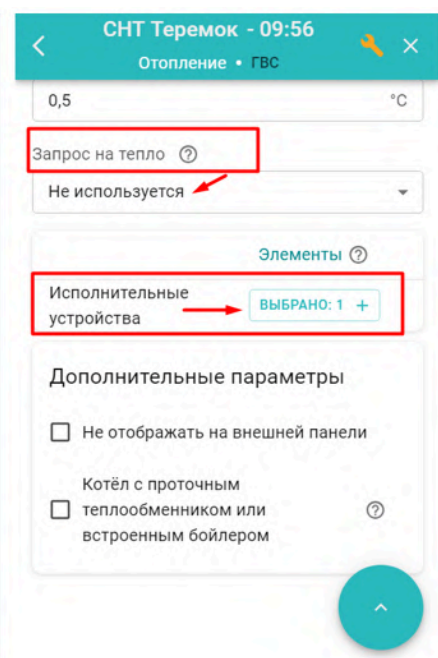 СНТ Теремок - 09:56
Отопление • ГВС
0,5 °C
Запрос на тепло
Не используется
Элементы
Исполнительные
устройства
ВЫБРАНО: 1 +
Дополнительные параметры
Не отображать на внешней панели
Котёл с проточным
теплообменником или
встроенным бойлером